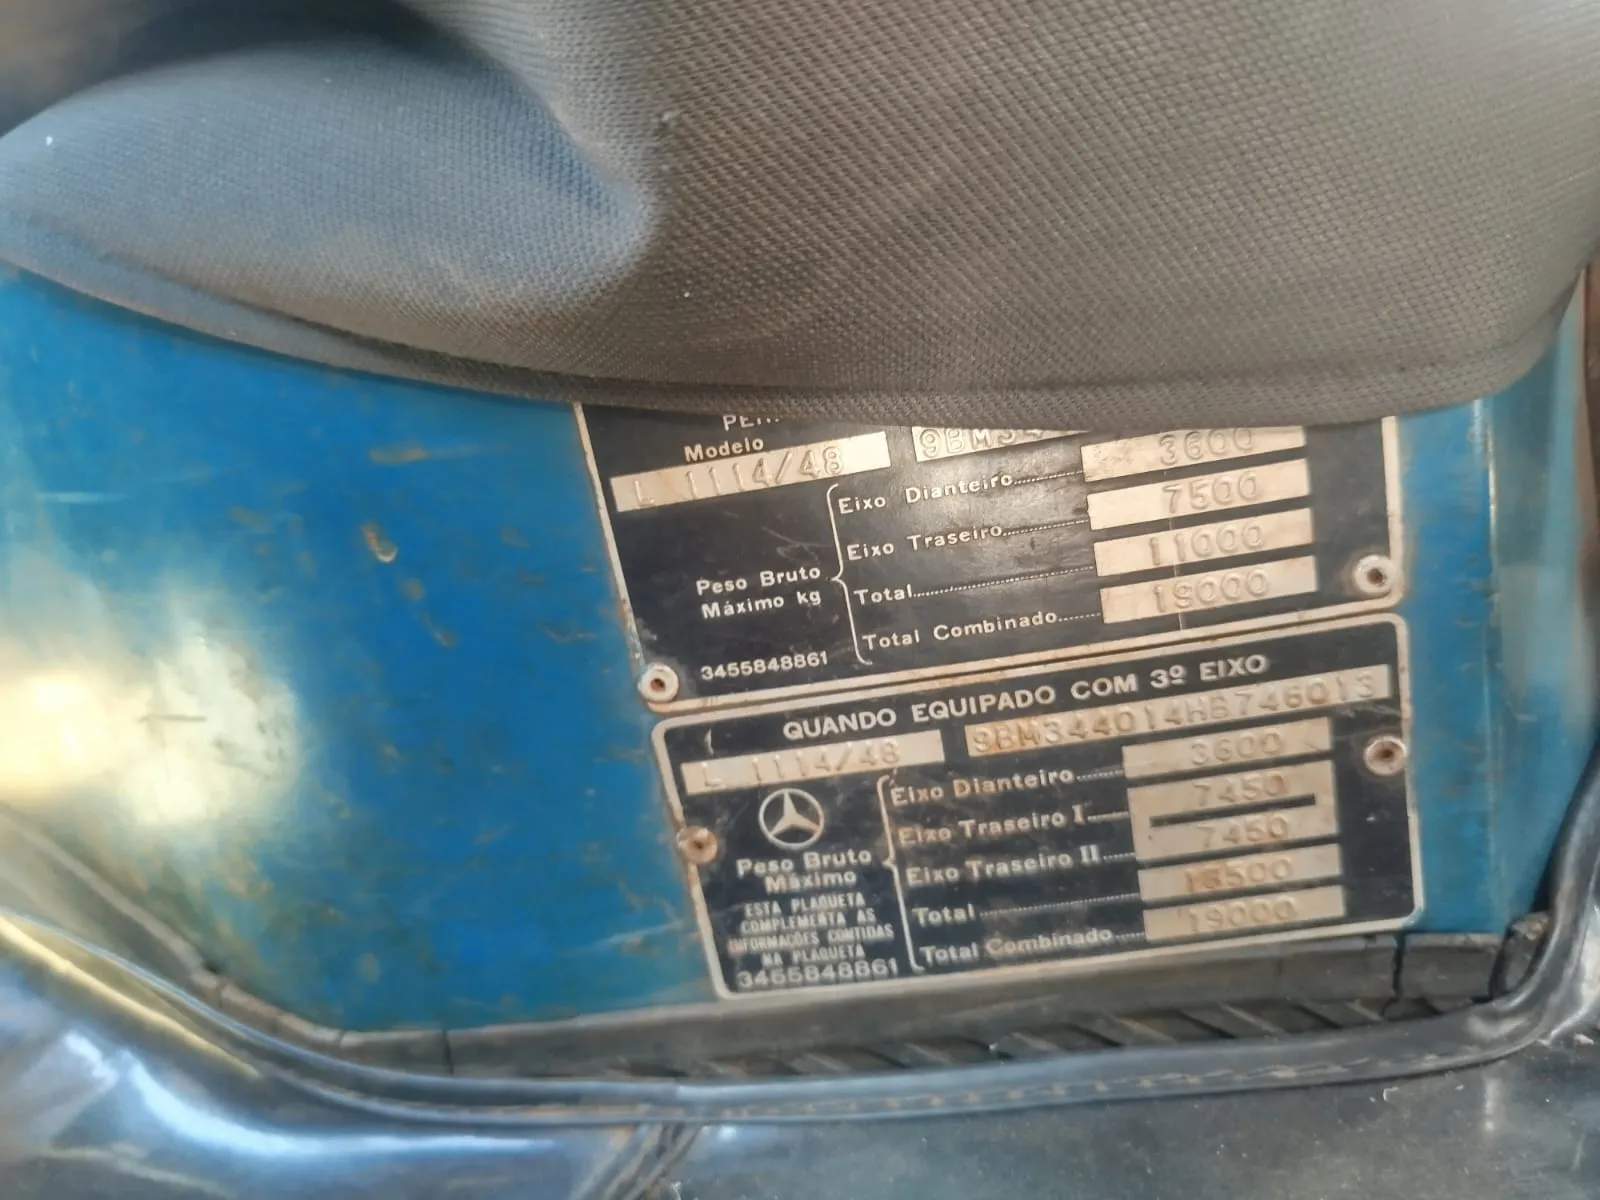 Modelo
L 1114/48 9BM34
Eixo Dianteiro 3600
Eixo Traseiro 7500
Peso Bruto
Máximo kg
Total 11000
Total Combinado 19000
3455848861
QUANDO EQUIPADO COM 3º EIXO
L 1114/48 9BM344014HB746013
Eixo Dianteiro 3600
Eixo Traseiro I 7450
Eixo Traseiro II 7450
Peso Bruto
Máximo
Total 18500
Total Combinado 19000
ESTA PLAQUETA
COMPLEMENTA AS
INFORMAÇÕES CONTIDAS
NA PLAQUETA
3455848861